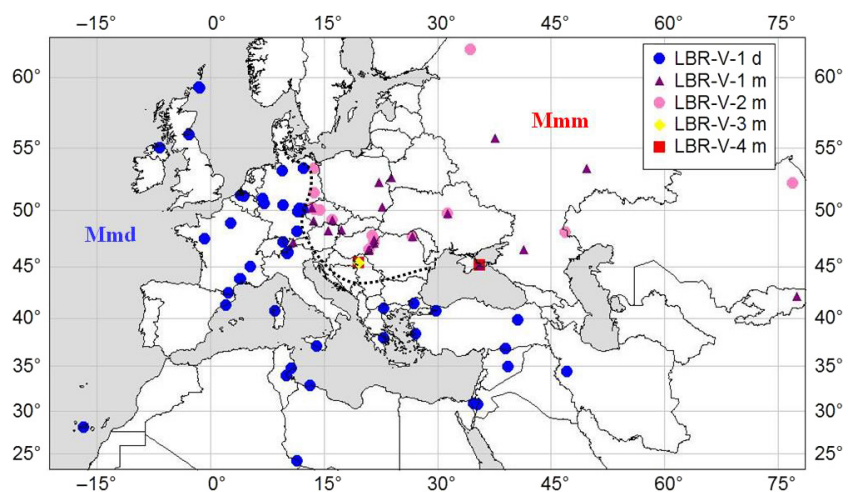 −15° 0° 15° 30° 45° 60° 75°
LBR-V-1 d
LBR-V-1 m
LBR-V-2 m
LBR-V-3 m
LBR-V-4 m
Mmm
Mmd
60° 60°
55° 55°
50° 50°
45° 45°
40° 40°
35° 35°
30° 30°
25° 25°
−15° 0° 15° 30° 45° 60° 75°